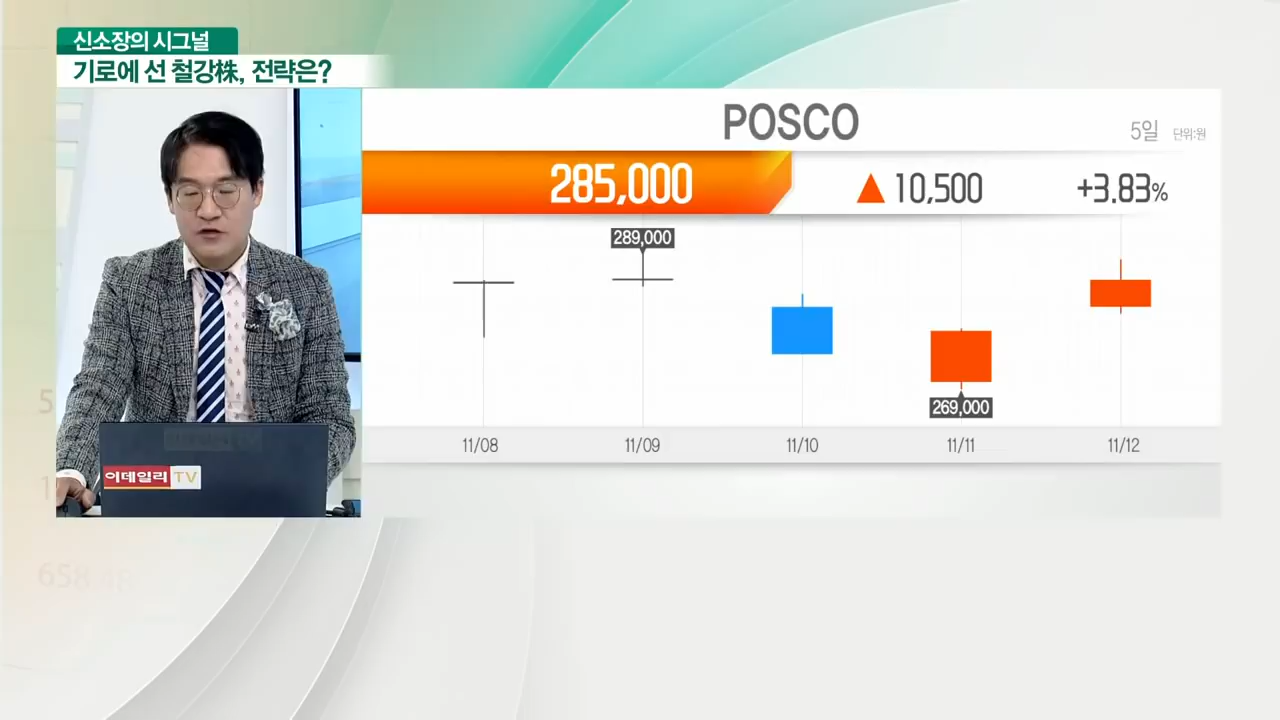 신소장의 시그널
기로에 선 철강株, 전략은?
POSCO
5일 단위:원
285,000 ▲ 10,500 +3.83%
289,000
269,000
11/08 11/09 11/10 11/11 11/12
이데일리 TV